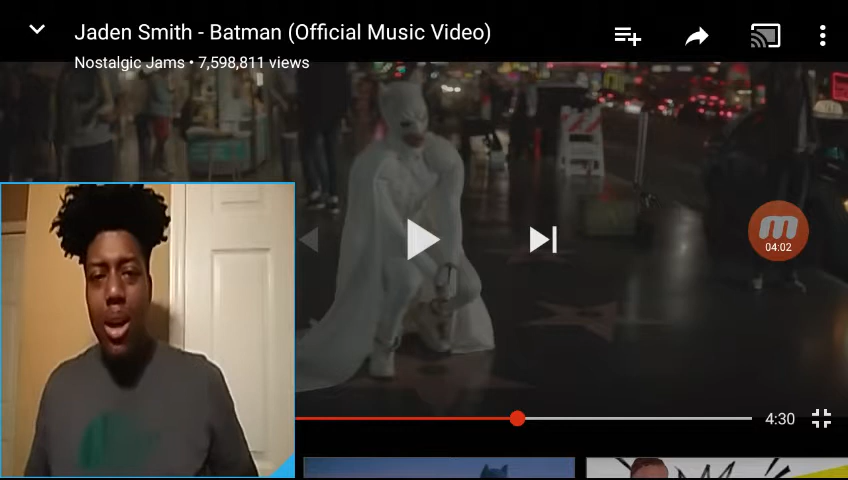 Jaden Smith - Batman (Official Music Video)
Nostalgic Jams • 7,598,811 views
04:02
4:30